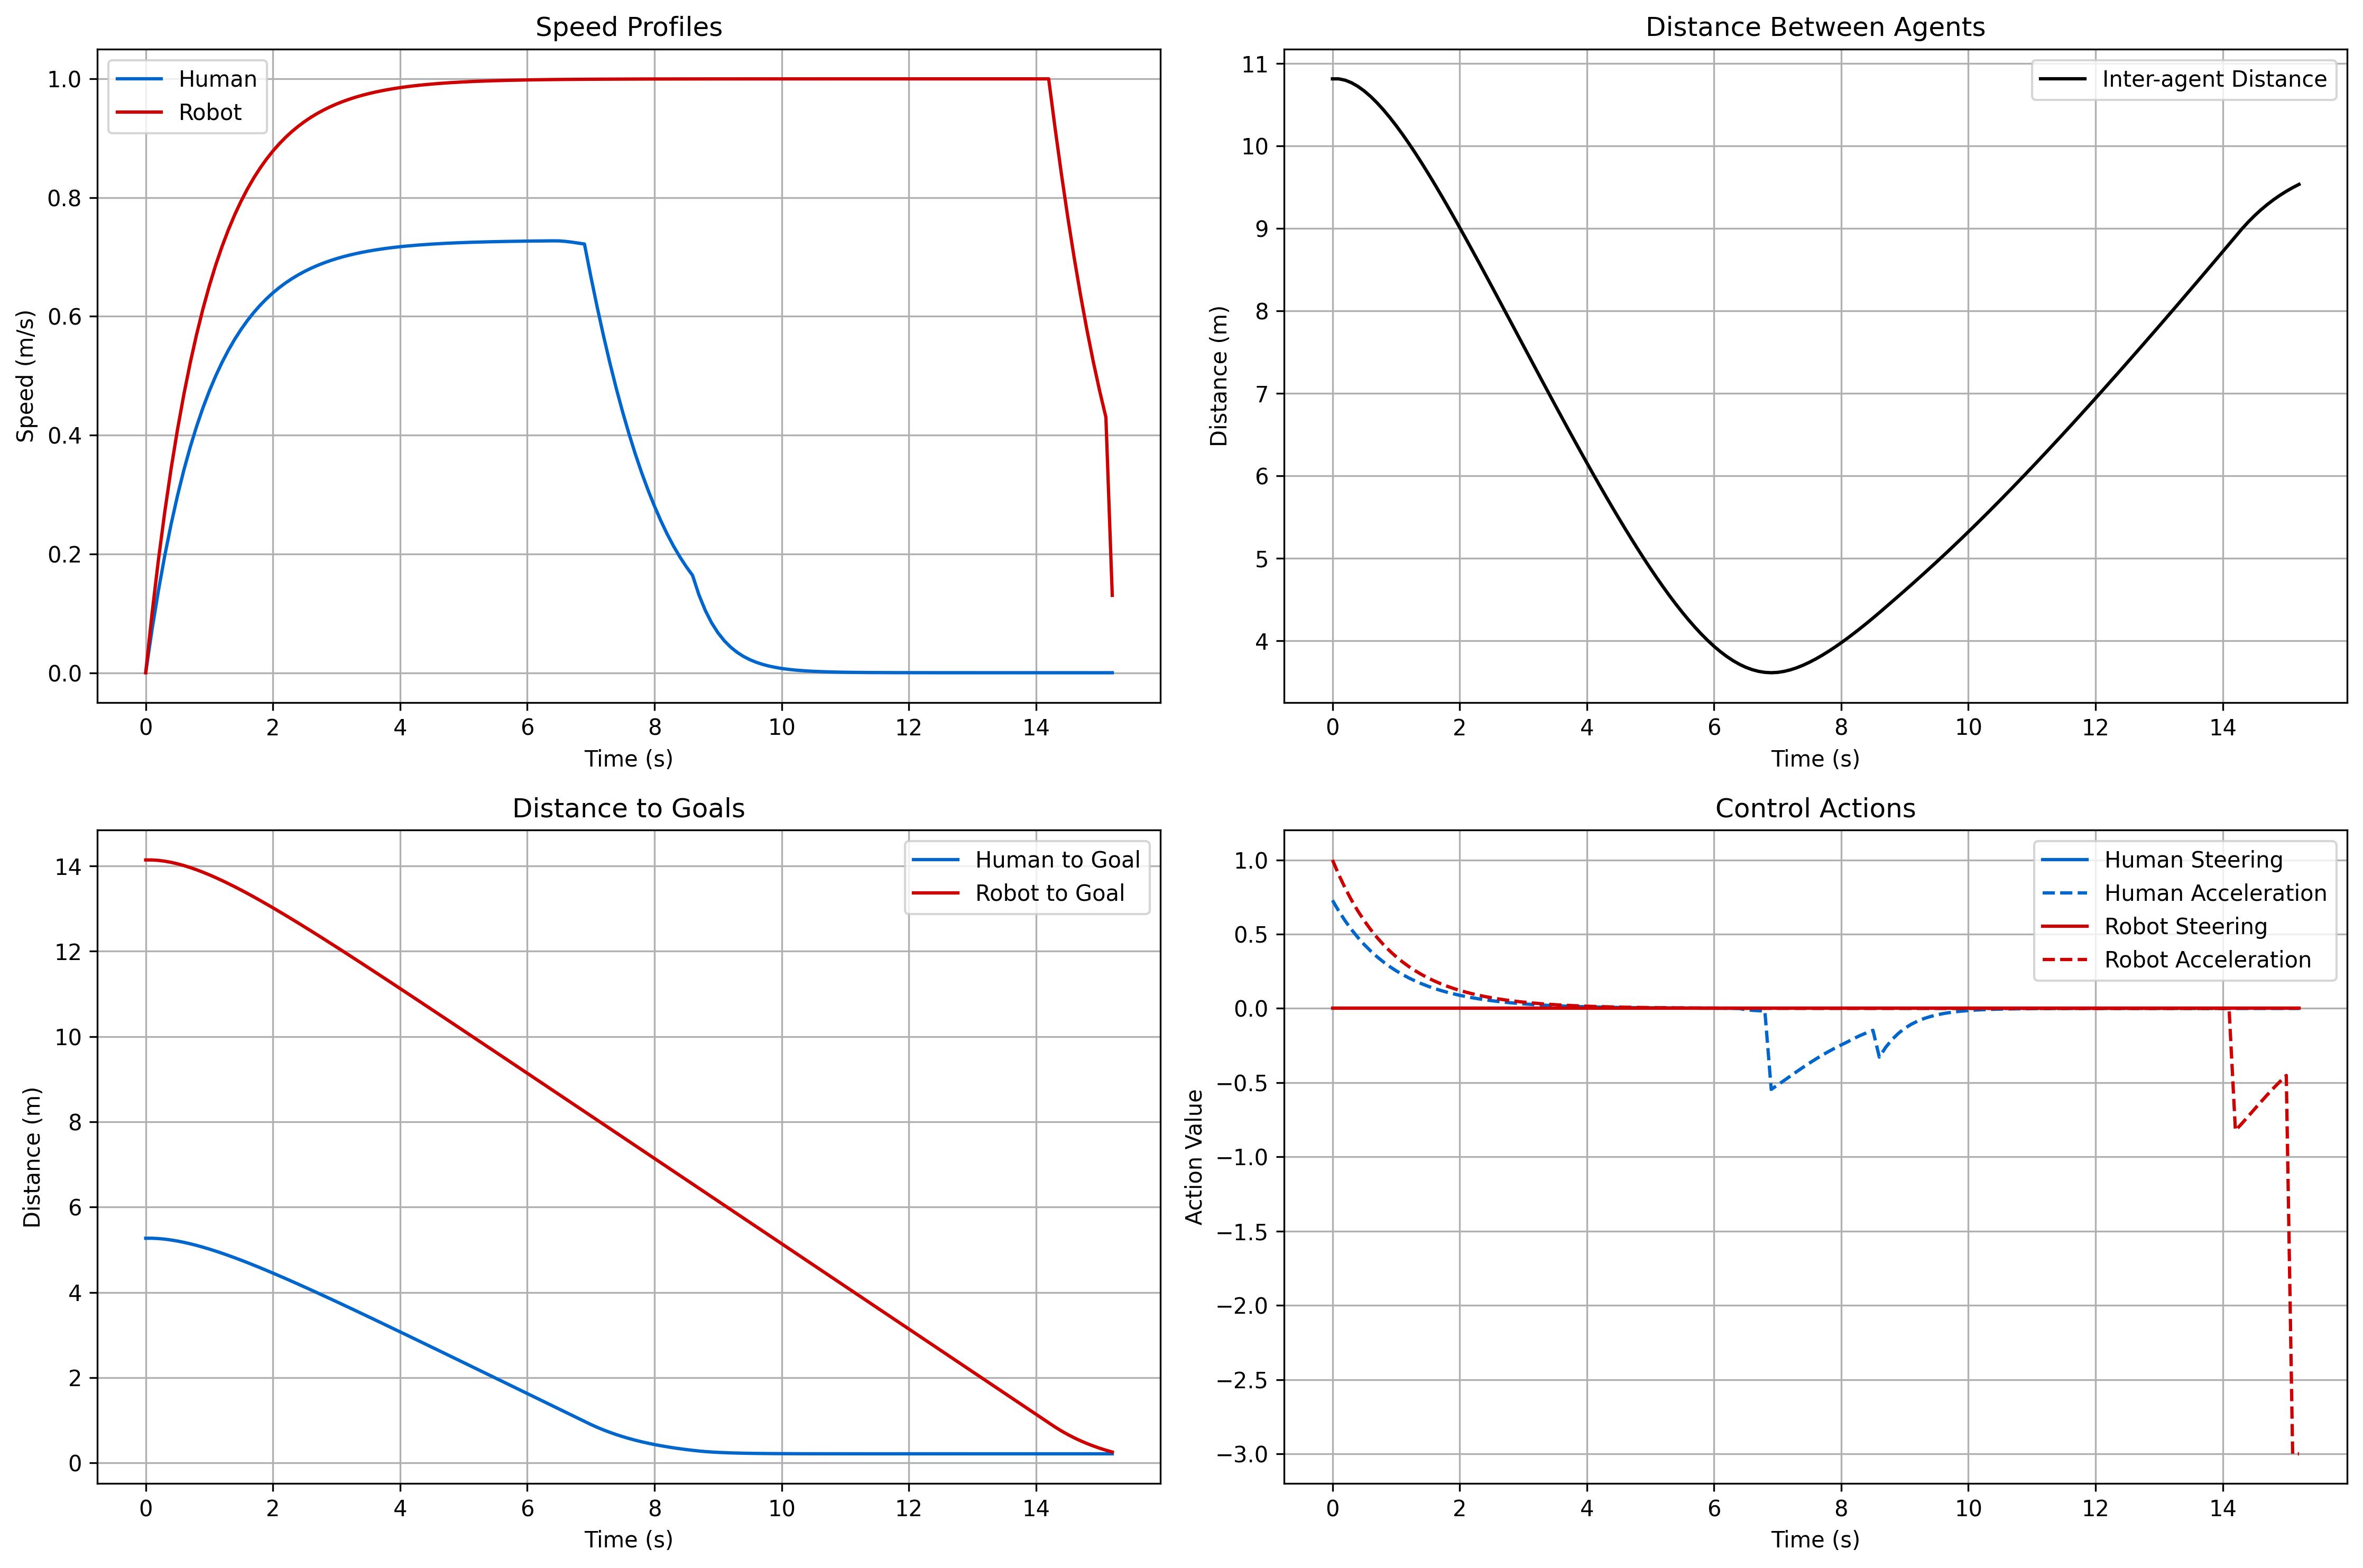 Speed Profiles
Human
Robot
1.0
0.8
0.6
0.4
0.2
0.0
Speed (m/s)
0 2 4 6 8 10 12 14
Time (s)
Distance Between Agents
Inter-agent Distance
11
10
9
8
7
6
5
4
Distance (m)
0 2 4 6 8 10 12 14
Time (s)
Distance to Goals
Human to Goal
Robot to Goal
14
12
10
8
6
4
2
0
Distance (m)
0 2 4 6 8 10 12 14
Time (s)
Control Actions
Human Steering
Human Acceleration
Robot Steering
Robot Acceleration
1.0
0.5
0.0
−0.5
−1.0
−1.5
−2.0
−2.5
−3.0
Action Value
0 2 4 6 8 10 12 14
Time (s)